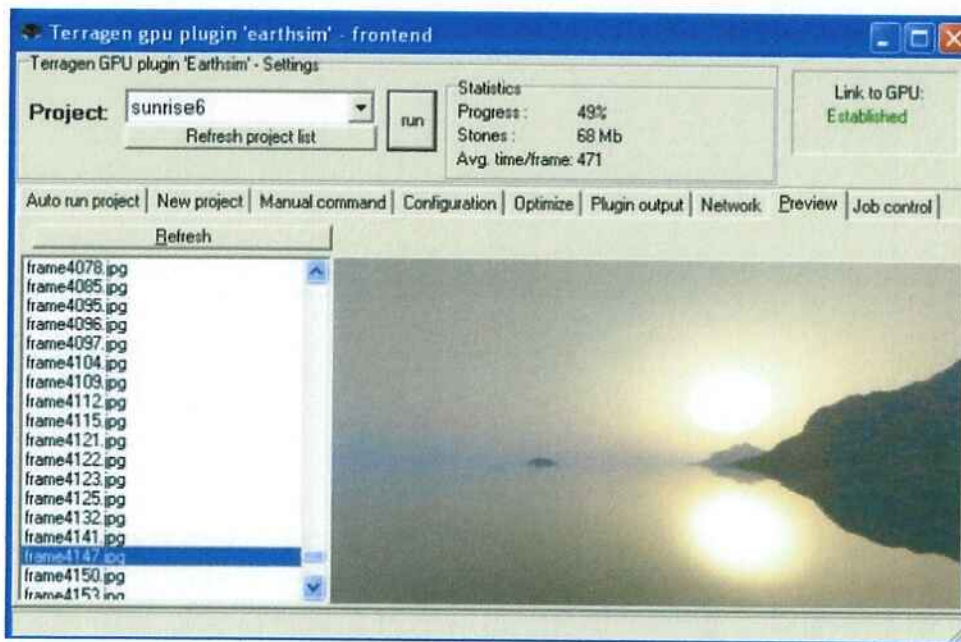 Terragen gpu plugin 'earthsim' - frontend
Terragen GPU plugin 'Earthsim' - Settings
Project:
sunrise6
Refresh project list
run
Statistics
Progress : 49%
Stones : 68 Mb
Avg. time/frame: 471
Link to GPU:
Established
Auto run project New project Manual command Configuration Optimize Plugin output Network Preview Job control
Refresh
frame4078.jpg
frame4085.jpg
frame4095.jpg
frame4096.jpg
frame4097.jpg
frame4104.jpg
frame4109.jpg
frame4112.jpg
frame4115.jpg
frame4121.jpg
frame4122.jpg
frame4123.jpg
frame4125.jpg
frame4132.jpg
frame4141.jpg
frame4147.jpg
frame4150.jpg
frame4153.jpg